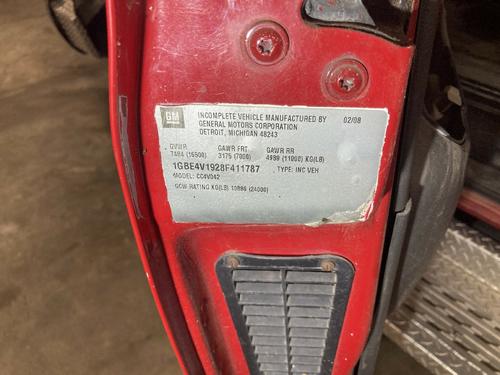 GM
INCOMPLETE VEHICLE MANUFACTURED BY 02/08
GENERAL MOTORS CORPORATION
DETROIT, MICHIGAN 48243
GVWR GAWR FRT GAWR RR
7484 (16500) 3175 (7000) 4989 (11000) KG(LB)
1GBE4V1928F411787 TYPE: INC VEH
MODEL: CC4V042
GCW RATING KG(LB) 10886 (24000)